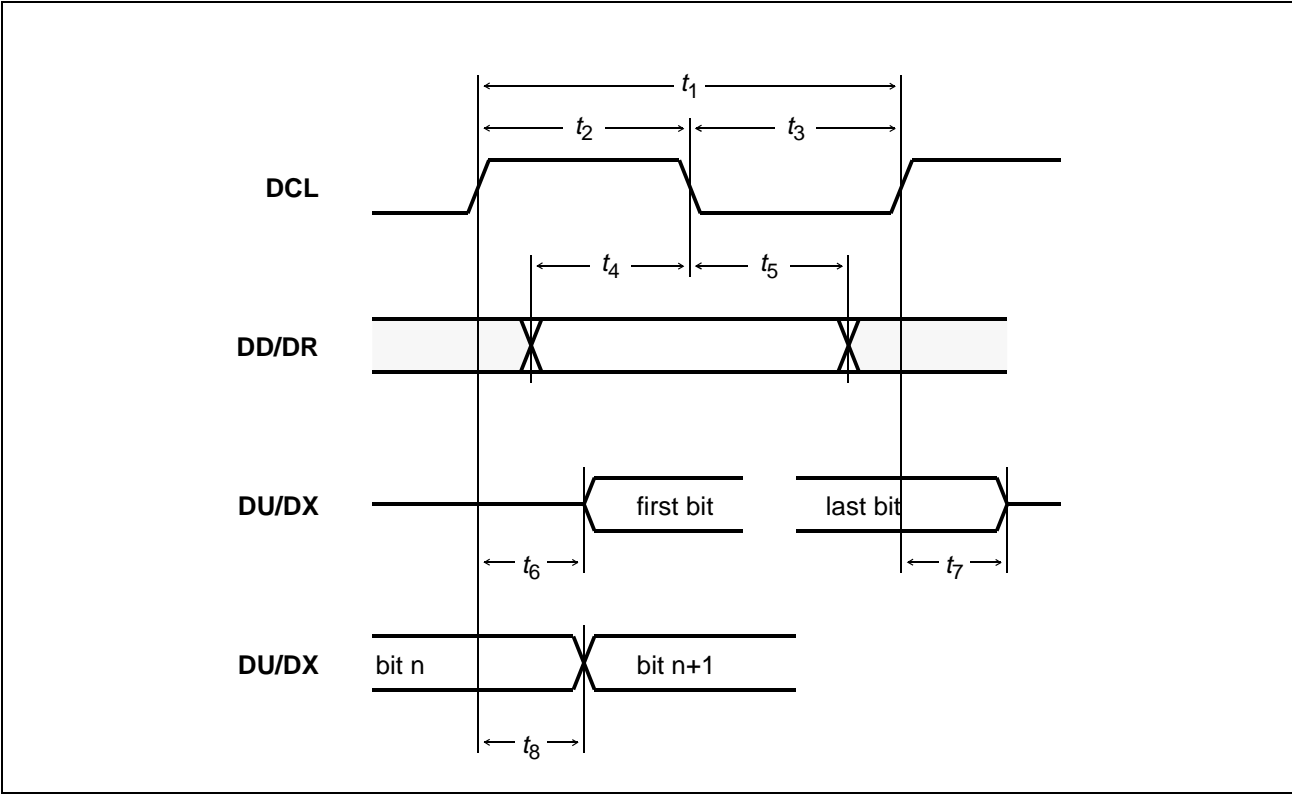 t1
t2 t3
DCL
t4 t5
DD/DR
DU/DX first bit last bit
t6 t7
DU/DX bit n bit n+1
t8